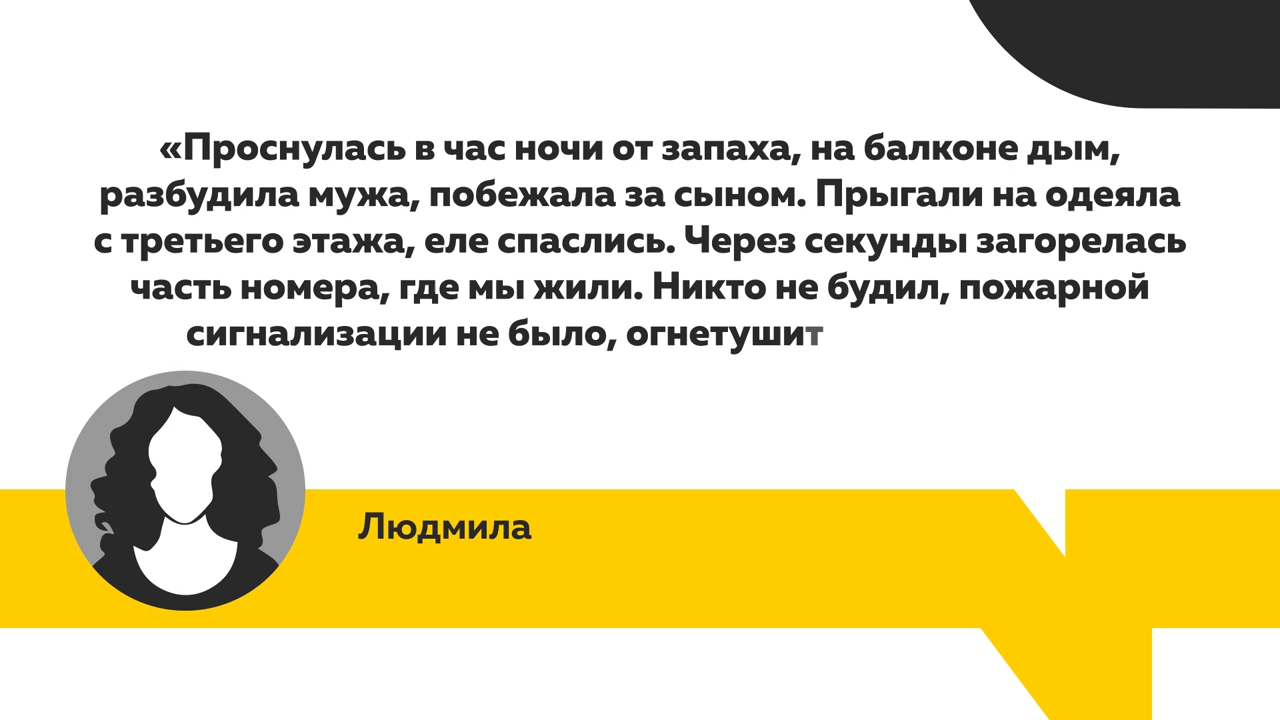 «Проснулась в час ночи от запаха, на балконе дым,
разбудила мужа, побежала за сыном. Прыгали на одеяла
с третьего этажа, еле спаслись. Через секунды загорелась
часть номера, где мы жили. Никто не будил, пожарной
сигнализации не было, огнетушит
Людмила